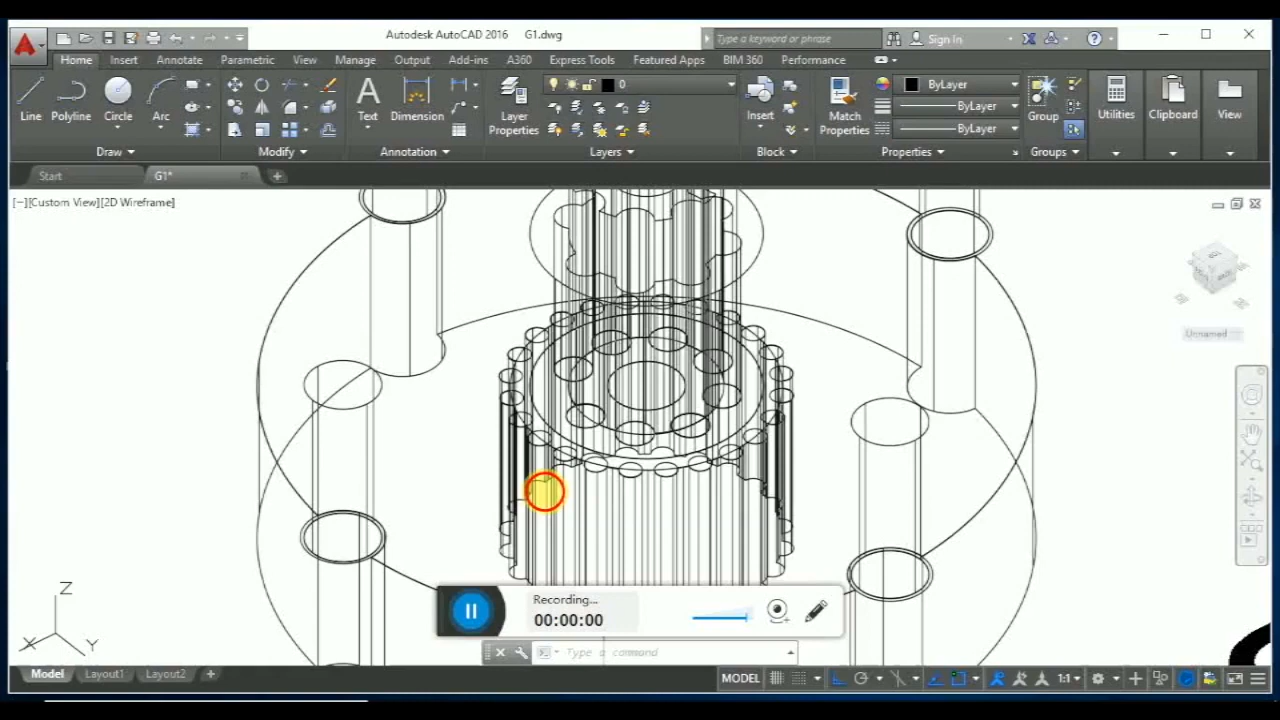 Autodesk AutoCAD 2016 G1.dwg
Type a keyword or phrase
Sign In
Home Insert Annotate Parametric View Manage Output Add-ins A360 Express Tools Featured Apps BIM 360 Performance
0
ByLayer
ByLayer
ByLayer
Line Polyline Circle Arc
Text Dimension
Layer
Properties
Insert
Match
Properties
Group
Utilities Clipboard View
Draw Modify Annotation Layers Block Properties Groups
Start G1*
[−][Custom View][2D Wireframe]
Unnamed
Z
X
Y
Recording...
00:00:00
Type a command
Model Layout1 Layout2
MODEL
1:1